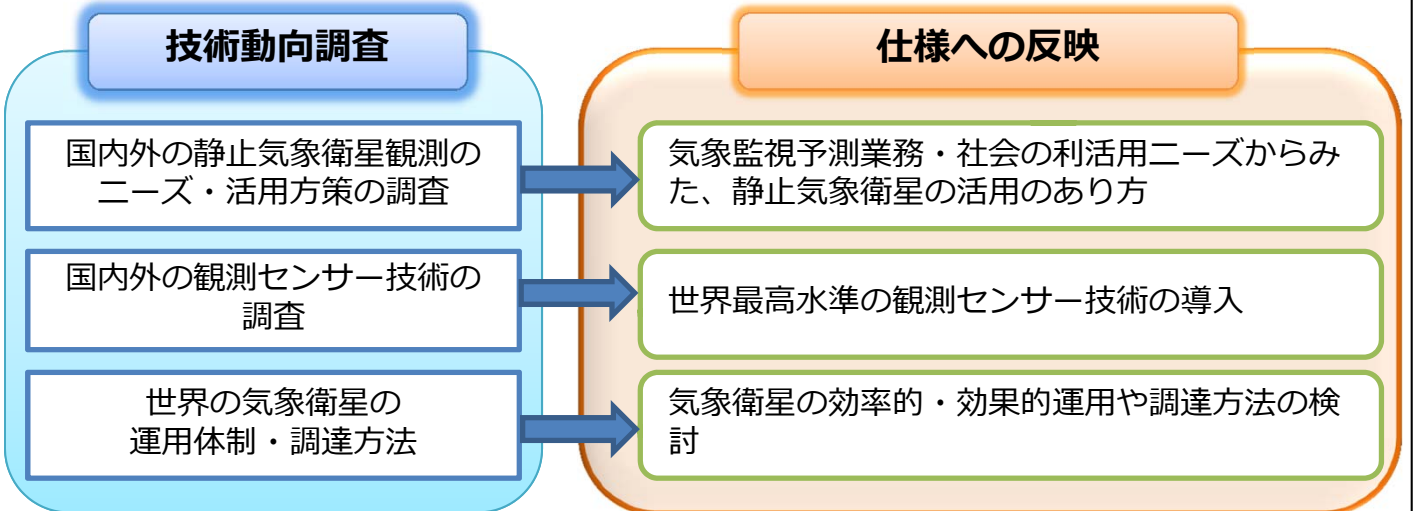 技術動向調査
仕様への反映
国内外の静止気象衛星観測の
ニーズ・活用方策の調査
気象監視予測業務・社会の利活用ニーズからみ
た、静止気象衛星の活用のあり方
国内外の観測センサー技術の
調査
世界最高水準の観測センサー技術の導入
世界の気象衛星の
運用体制・調達方法
気象衛星の効率的・効果的運用や調達方法の検
討